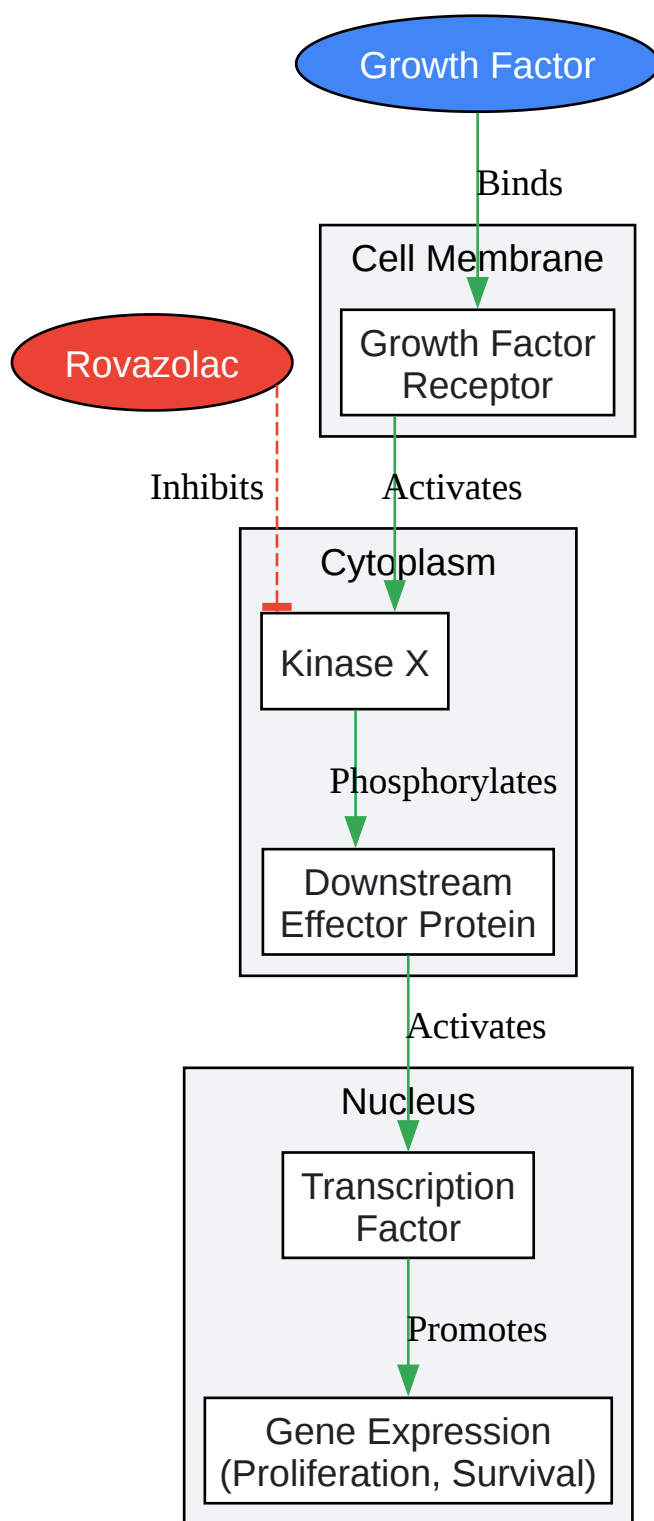 Growth Factor
Binds
Cell Membrane
Growth Factor
Receptor
Rovazolac
Inhibits
Activates
Cytoplasm
Kinase X
Phosphorylates
Downstream
Effector Protein
Activates
Nucleus
Transcription
Factor
Promotes
Gene Expression
(Proliferation, Survival)